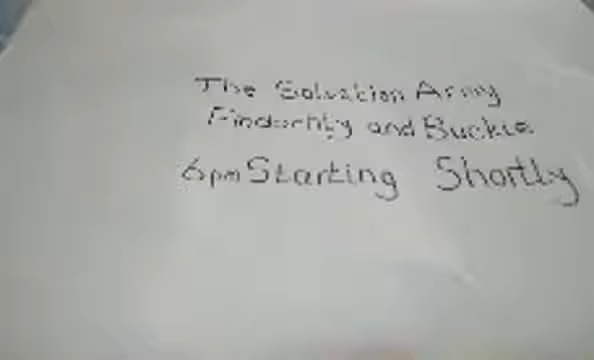 The Salvation Army
Findochty and Buckie
6pm Starting Shortly